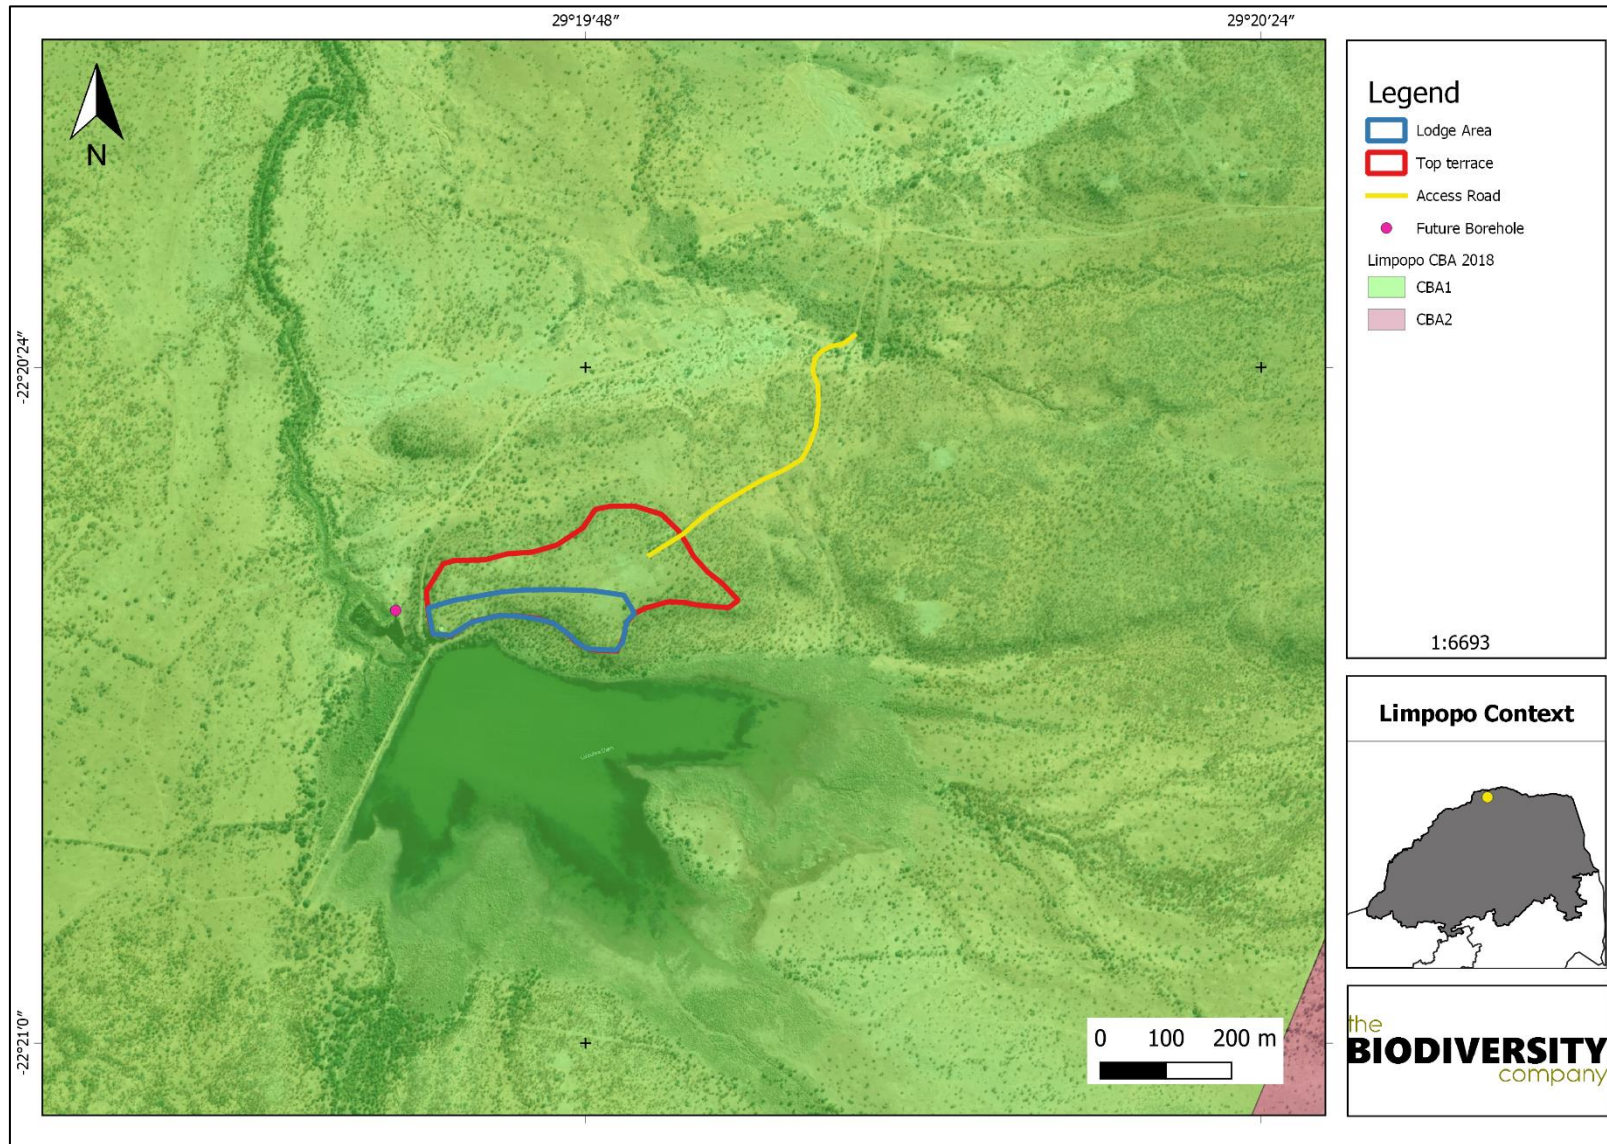 29°19′48″
29°20′24″
N
-22°20′24″
-22°21′0″
0 100 200 m
Legend
Lodge Area
Top terrace
Access Road
Future Borehole
Limpopo CBA 2018
CBA1
CBA2
1:6693
Limpopo Context
the
BIODIVERSITY
company